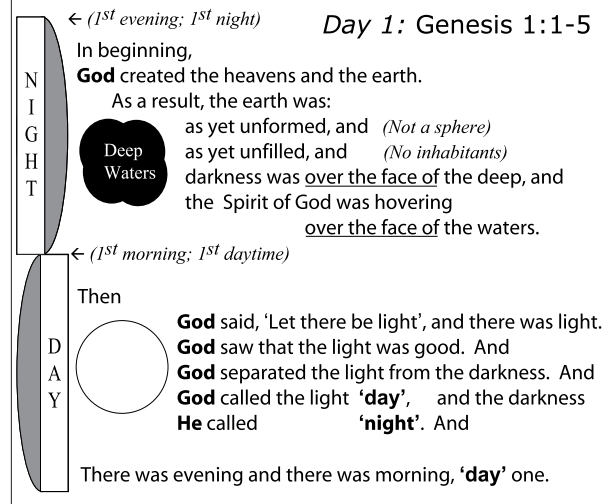 ← (1st evening; 1st night)
Day 1: Genesis 1:1-5
In beginning,
God created the heavens and the earth.
As a result, the earth was:
as yet unformed, and (Not a sphere)
as yet unfilled, and (No inhabitants)
darkness was over the face of the deep, and
the Spirit of God was hovering
over the face of the waters.
NIGHT
Deep
Waters
← (1st morning; 1st daytime)
Then
God said, ‘Let there be light’, and there was light.
God saw that the light was good. And
God separated the light from the darkness. And
God called the light ‘day’, and the darkness
He called ‘night’. And
DAY
There was evening and there was morning, ‘day’ one.